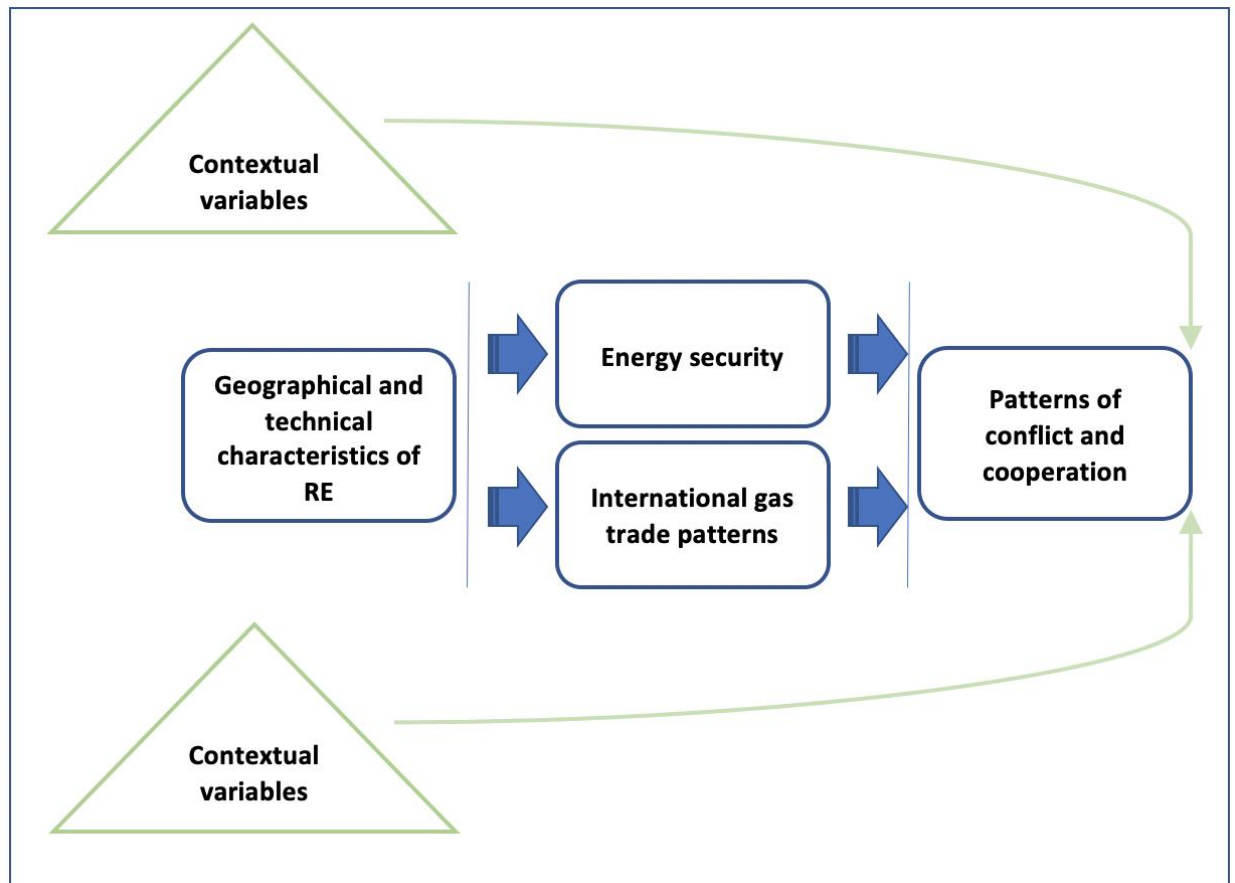 Contextual
variables
Geographical and
technical
characteristics of
RE
Energy security
International gas
trade patterns
Patterns of
conflict and
cooperation
Contextual
variables